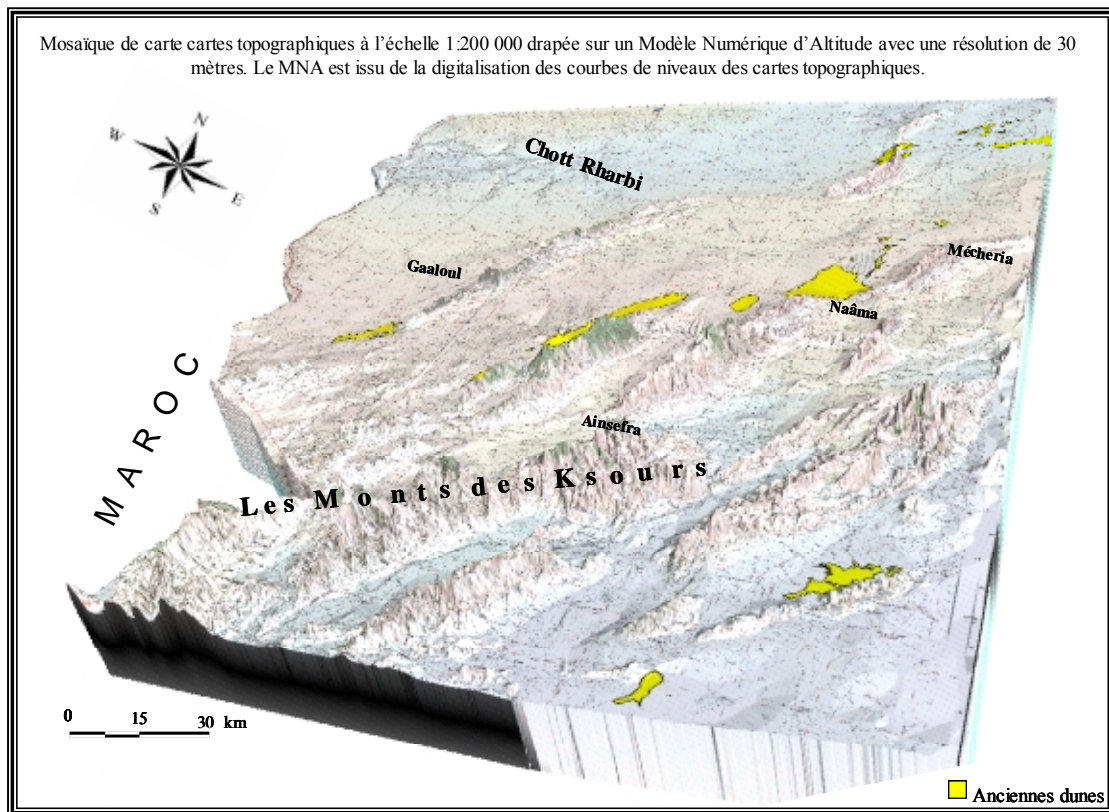 Mosaïque de carte cartes topographiques à l'échelle 1:200 000 drapée sur un Modèle Numérique d'Altitude avec une résolution de 30
mètres. Le MNA est issu de la digitalisation des courbes de niveaux des cartes topographiques.
N
W
E
S
Chott Rharbi
Gaaloul
Mécheria
Naâma
MAROC
Ainsefra
Les Monts des Ksours
0 15 30 km
Anciennes dunes